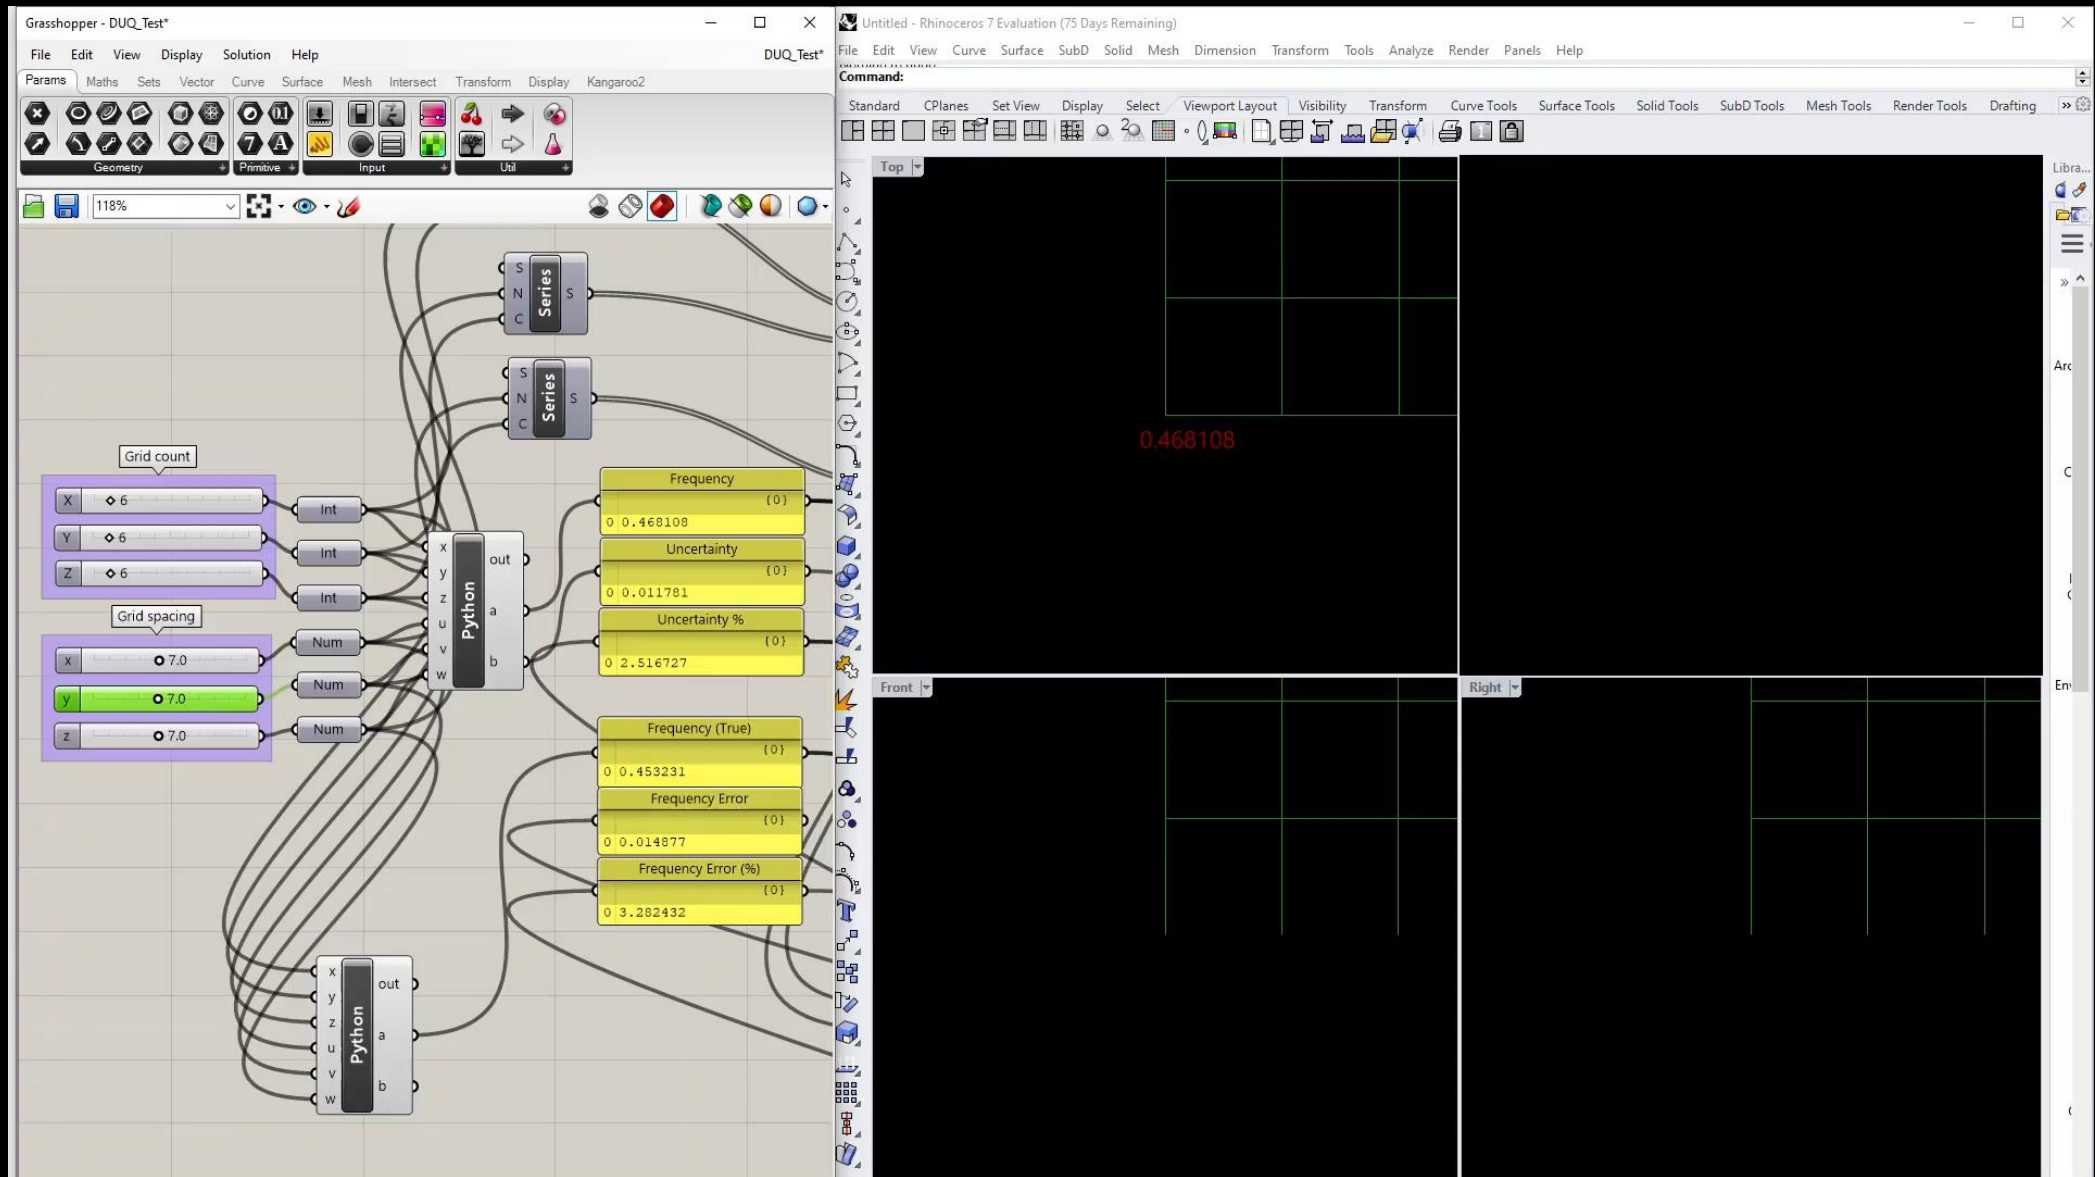 Grasshopper - DUQ_Test*
File Edit View Display Solution Help DUQ_Test*
Params Maths Sets Vector Curve Surface Mesh Intersect Transform Display Kangaroo2
Geometry Primitive Input Util
118%
S
N Series S
C
S
N Series S
C
Grid count
X 6 Int
Y 6 Int
Z 6 Int
Grid spacing
x 7.0 Num
y 7.0 Num
z 7.0 Num
x
y
z
u
v
w
Python
out
a
b
Frequency
{0}
0 0.468108
Uncertainty
{0}
0 0.011781
Uncertainty %
{0}
0 2.516727
Frequency (True)
{0}
0 0.453231
Frequency Error
{0}
0 0.014877
Frequency Error (%)
{0}
0 3.282432
x
y
z
u
v
w
Python
out
a
b
Untitled - Rhinoceros 7 Evaluation (75 Days Remaining)
File Edit View Curve Surface SubD Solid Mesh Dimension Transform Tools Analyze Render Panels Help
Command:
Standard CPlanes Set View Display Select Viewport Layout Visibility Transform Curve Tools Surface Tools Solid Tools SubD Tools Mesh Tools Render Tools Drafting
Top
0.468108
Front
Right
Libra...